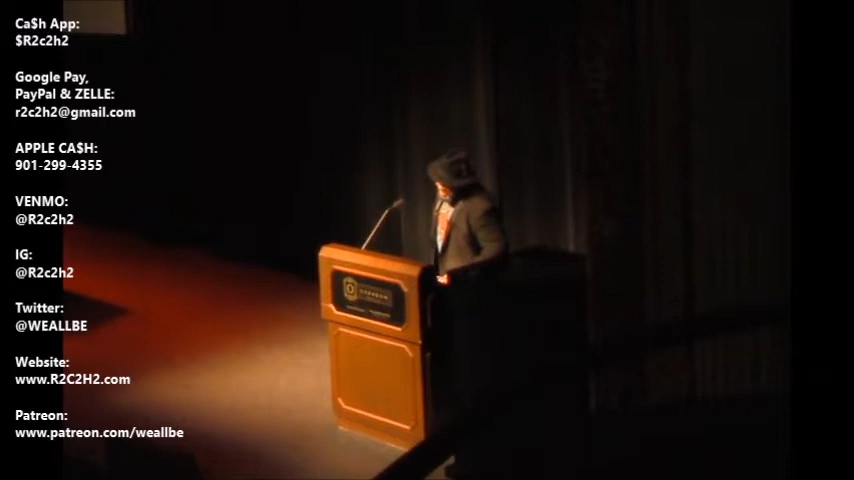 Ca$h App:
$R2c2h2
Google Pay,
PayPal & ZELLE:
r2c2h2@gmail.com
APPLE CA$H:
901-299-4355
VENMO:
@R2c2h2
IG:
@R2c2h2
Twitter:
@WEALLBE
Website:
www.R2C2H2.com
Patreon:
www.patreon.com/weallbe